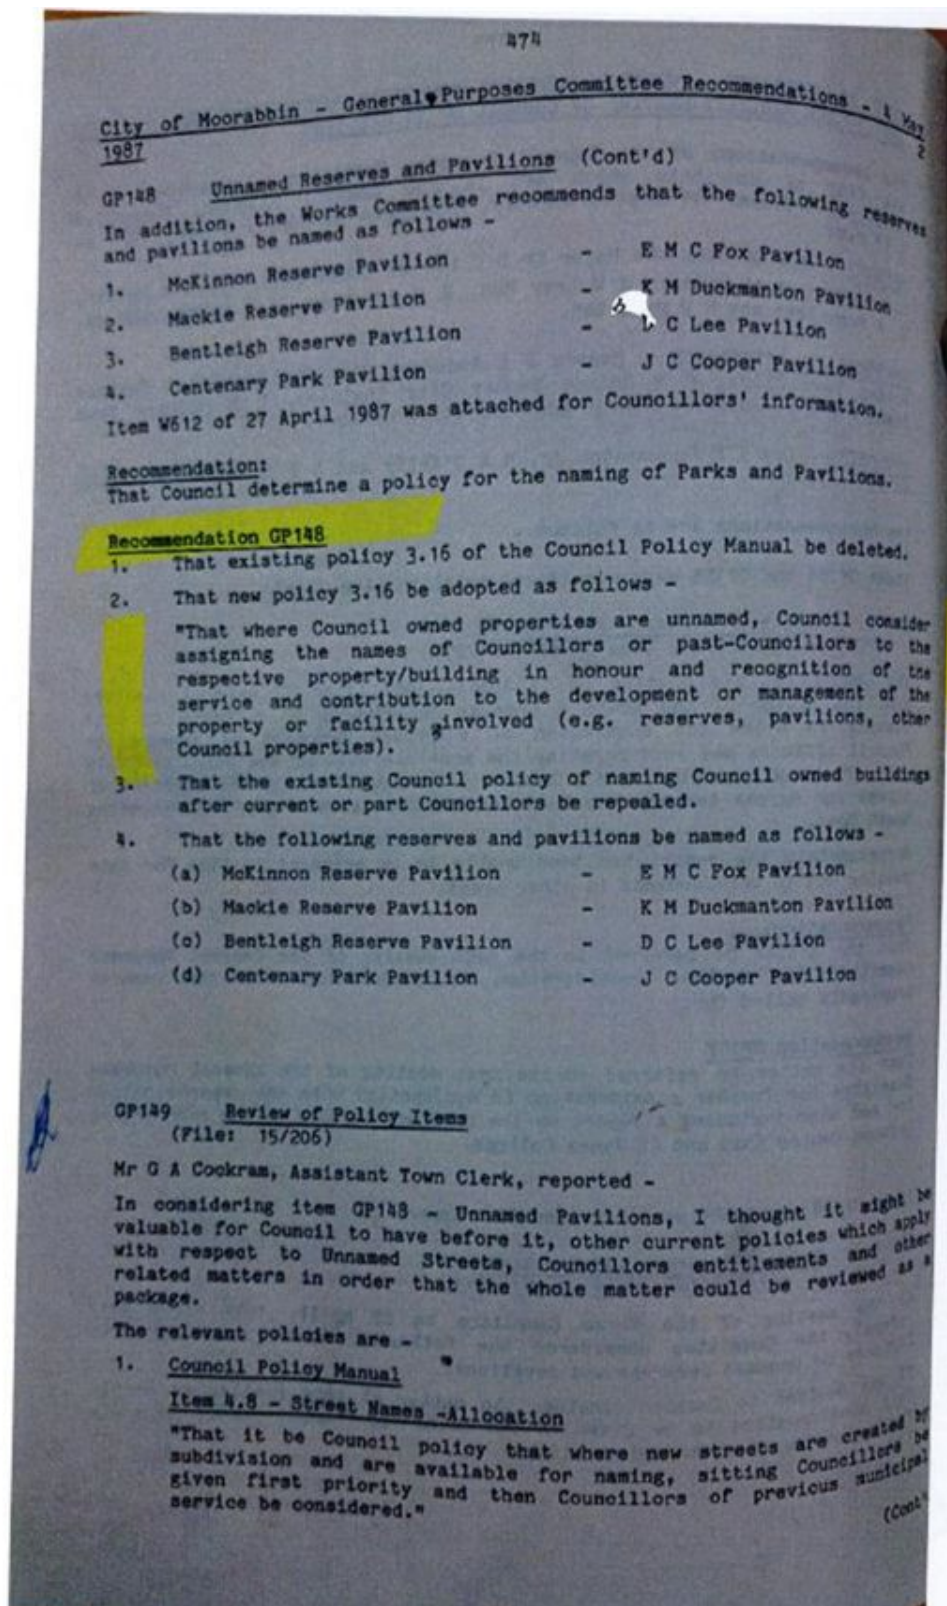 474
City of Moorabbin - General Purposes Committee Recommendations - 4 May
1987
2
GP148 Unnamed Reserves and Pavilions (Cont'd)
In addition, the Works Committee recommends that the following reserves
and pavilions be named as follows -
1. McKinnon Reserve Pavilion - E M C Fox Pavilion
2. Mackie Reserve Pavilion - K M Duckmanton Pavilion
3. Bentleigh Reserve Pavilion - D C Lee Pavilion
4. Centenary Park Pavilion - J C Cooper Pavilion
Item W612 of 27 April 1987 was attached for Councillors' information.
Recommendation:
That Council determine a policy for the naming of Parks and Pavilions.
Recommendation GP148
1. That existing policy 3.16 of the Council Policy Manual be deleted.
2. That new policy 3.16 be adopted as follows -
"That where Council owned properties are unnamed, Council consider
assigning the names of Councillors or past-Councillors to the
respective property/building in honour and recognition of the
service and contribution to the development or management of the
property or facility involved (e.g. reserves, pavilions, other
Council properties).
3. That the existing Council policy of naming Council owned buildings
after current or part Councillors be repealed.
4. That the following reserves and pavilions be named as follows -
(a) McKinnon Reserve Pavilion - E M C Fox Pavilion
(b) Mackie Reserve Pavilion - K M Duckmanton Pavilion
(c) Bentleigh Reserve Pavilion - D C Lee Pavilion
(d) Centenary Park Pavilion - J C Cooper Pavilion
GP149 Review of Policy Items
(File: 15/206)
Mr G A Cockram, Assistant Town Clerk, reported -
In considering item GP148 - Unnamed Pavilions, I thought it might be
valuable for Council to have before it, other current policies which apply
with respect to Unnamed Streets, Councillors entitlements and other
related matters in order that the whole matter could be reviewed as a
package.
The relevant policies are -
1. Council Policy Manual
Item 4.8 - Street Names -Allocation
"That it be Council policy that where new streets are created by
subdivision and are available for naming, sitting Councillors be
given first priority and then Councillors of previous municipal
service be considered."
(Cont'